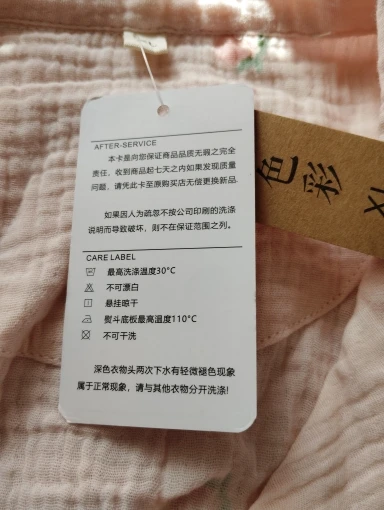 AFTER-SERVICE
本卡是向您保证商品品质无瑕之完全
责任，收到商品起七天之内如果发现质量
问题，请凭此卡至原购买店无偿更换新品.
如果因人为疏忽不按公司印刷的洗涤
说明而导致破坏，则不在保证范围之列。
CARE LABEL
最高洗涤温度30°C
不可漂白
悬挂晾干
熨斗底板最高温度110°C
不可干洗
深色衣物头两次下水有轻微褪色现象
属于正常现象，请与其他衣物分开洗涤!
色彩